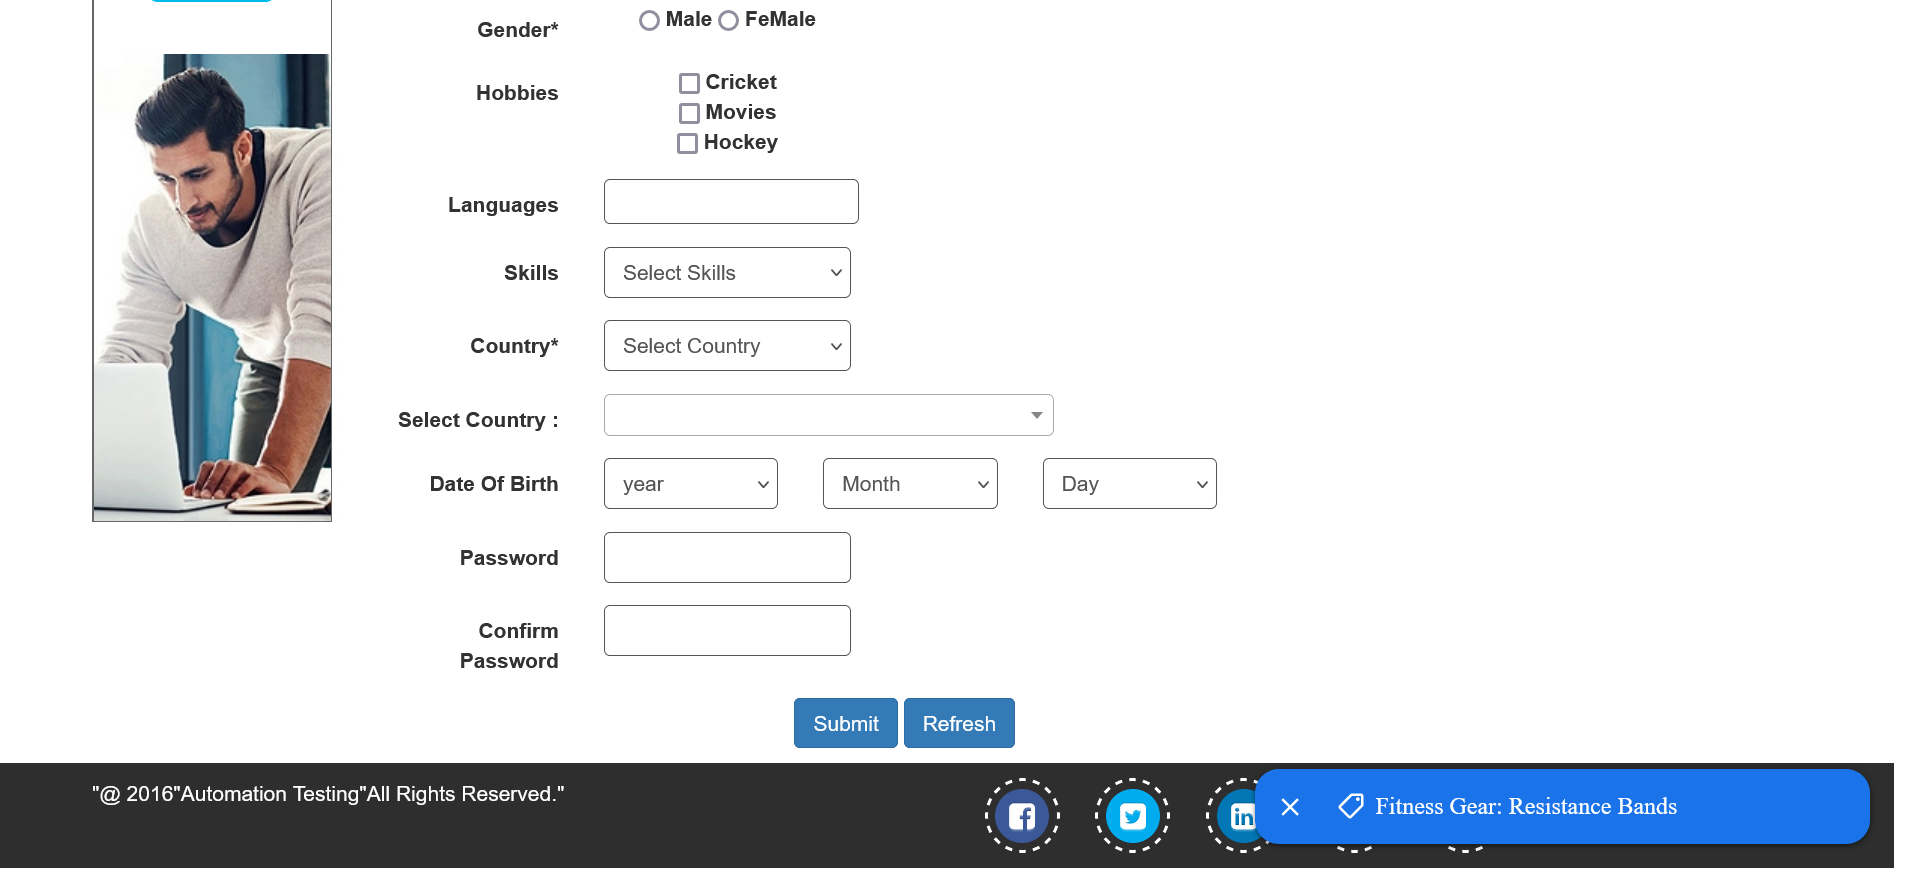 Gender*
Male FeMale
Hobbies
Cricket
Movies
Hockey
Languages
Skills
Select Skills
Country*
Select Country
Select Country :
Date Of Birth
year
Month
Day
Password
Confirm
Password
Submit
Refresh
"@ 2016"Automation Testing"All Rights Reserved."
in
Fitness Gear: Resistance Bands